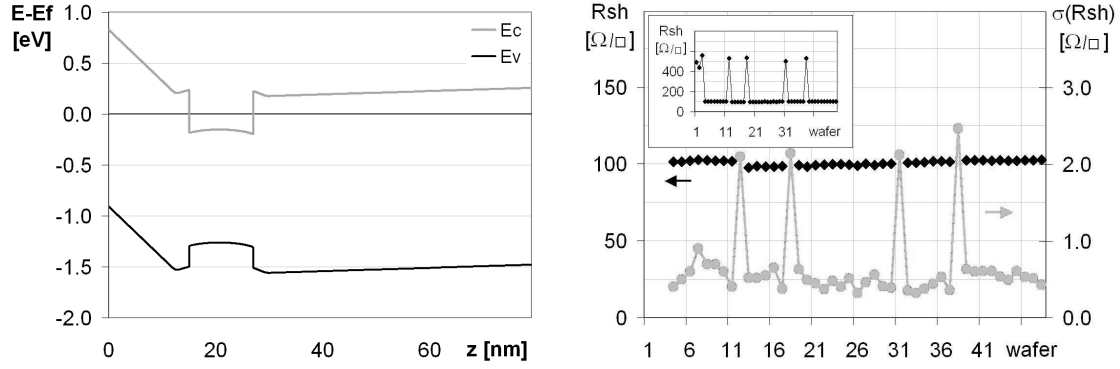 E-Ef
[eV]
1.0
0.5
0.0
-0.5
-1.0
-1.5
-2.0
Ec
Ev
0 20 40 60 z [nm]
Rsh
[Ω/□]
150
100
50
0
σ(Rsh)
[Ω/□]
3.0
2.0
1.0
0.0
Rsh
[Ω/□]
400
200
0
1 11 21 31 wafer
1 6 11 16 21 26 31 36 41 wafer